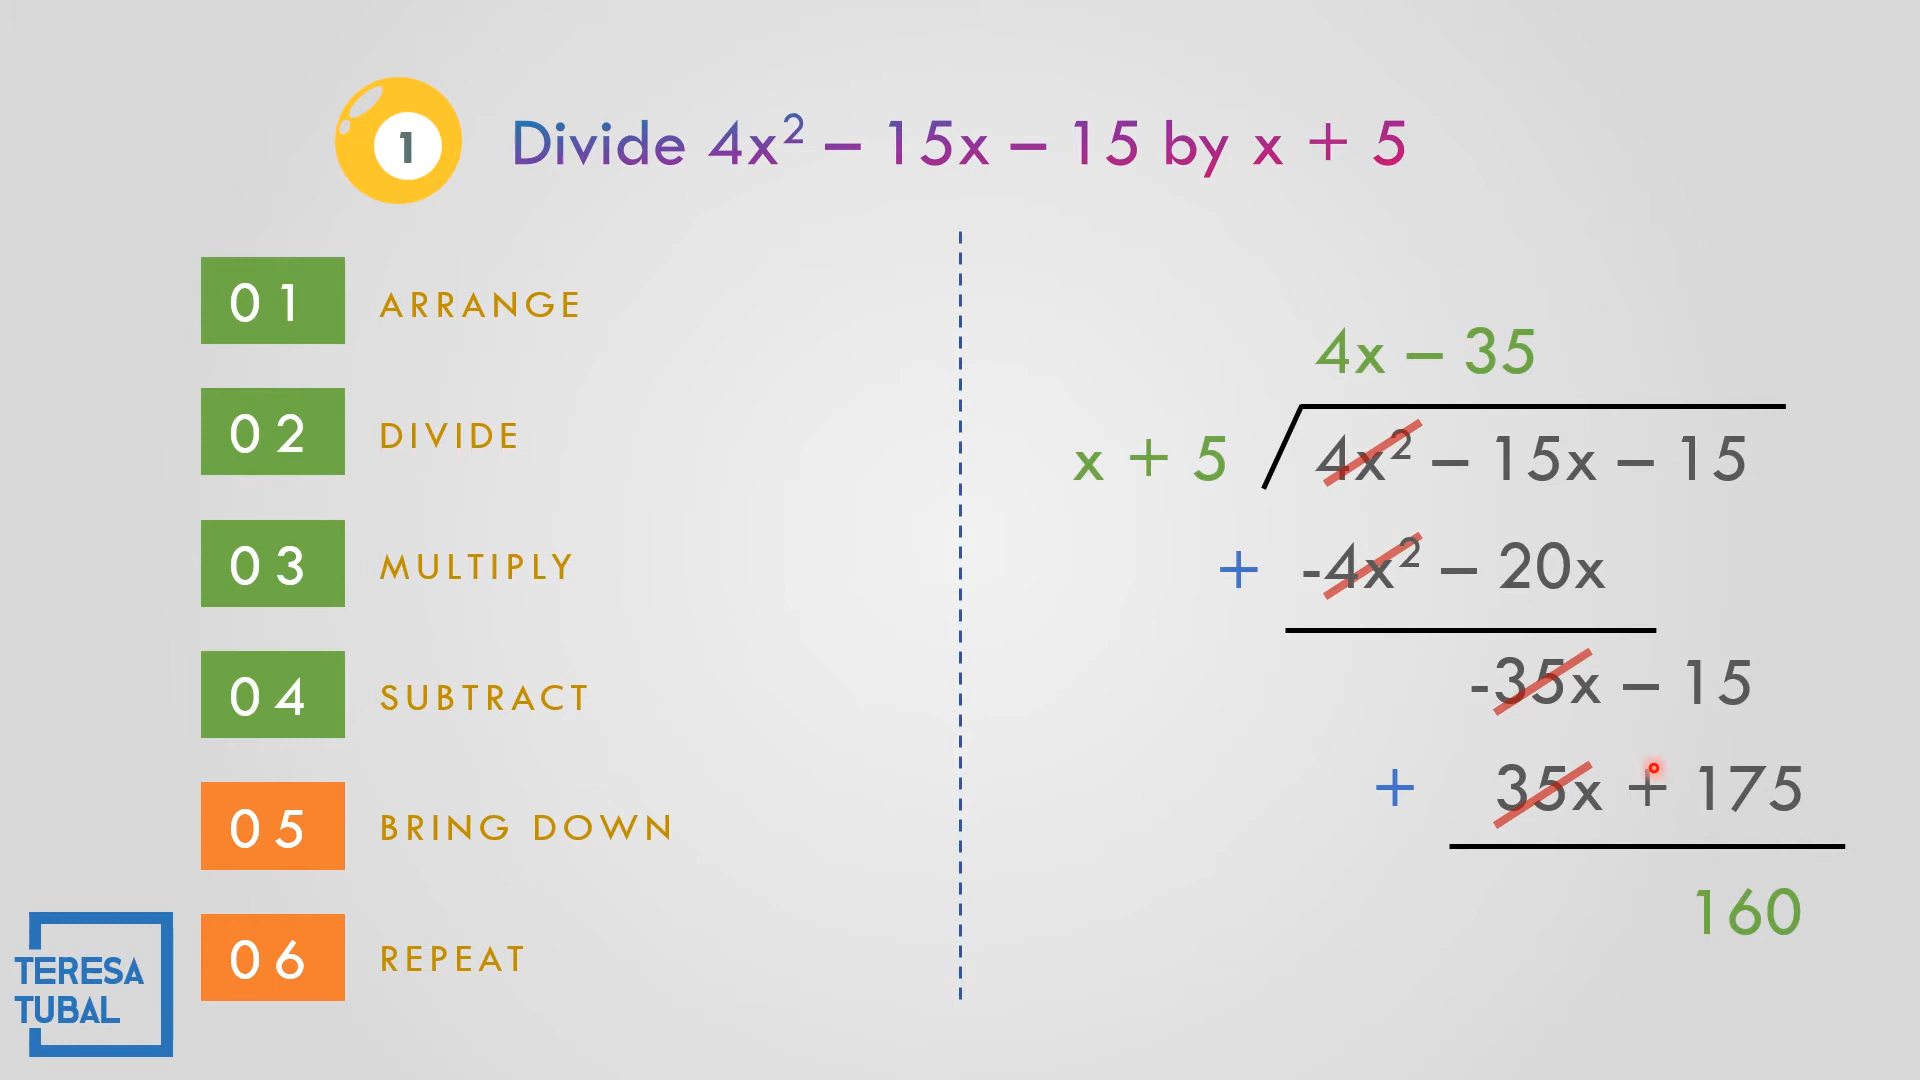 1
Divide 4x² – 15x – 15 by x + 5
01 ARRANGE
02 DIVIDE
03 MULTIPLY
04 SUBTRACT
05 BRING DOWN
06 REPEAT
4x – 35
x + 5 4x² – 15x – 15
+ -4x² – 20x
-35x – 15
+ 35x + 175
160
TERESA
TUBAL